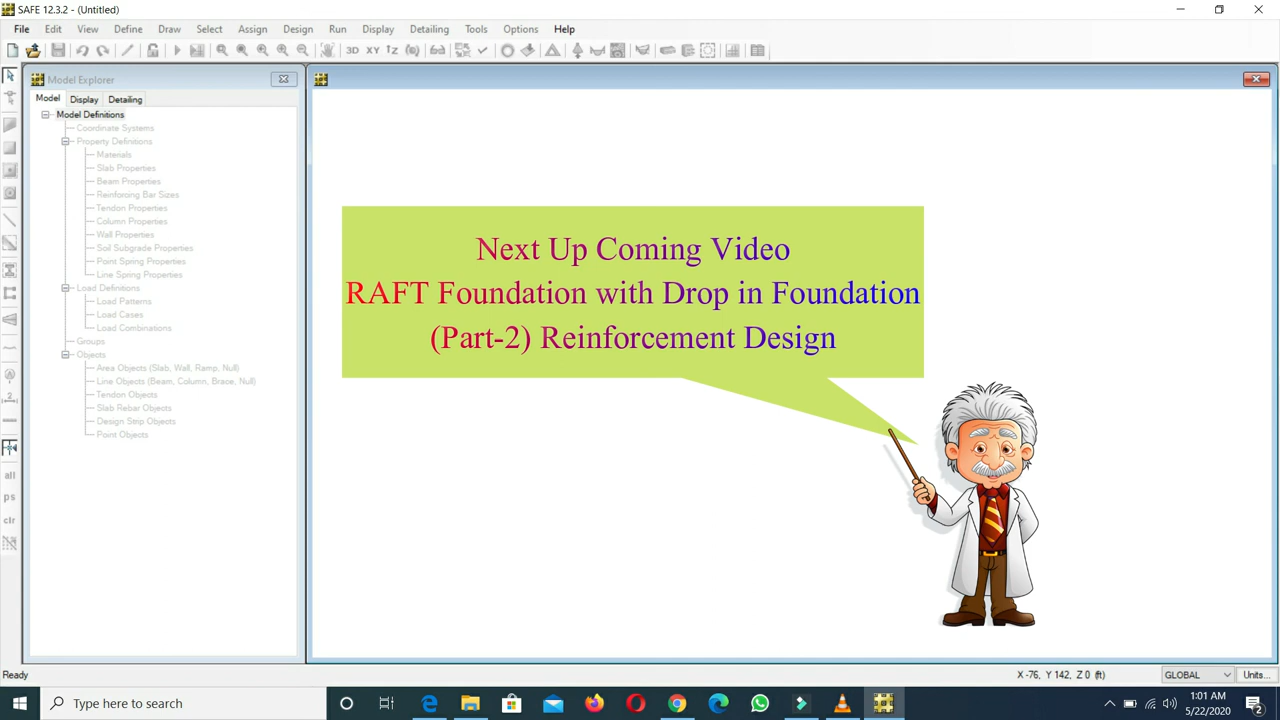 SAFE 12.3.2 - (Untitled)
File Edit View Define Draw Select Assign Design Run Display Detailing Tools Options Help
3D XY
Model Explorer
Model Display Detailing
Model Definitions
Coordinate Systems
Property Definitions
Materials
Slab Properties
Beam Properties
Reinforcing Bar Sizes
Tendon Properties
Column Properties
Wall Properties
Soil Subgrade Properties
Point Spring Properties
Line Spring Properties
Load Definitions
Load Patterns
Load Cases
Load Combinations
Groups
Objects
Area Objects (Slab, Wall, Ramp, Null)
Line Objects (Beam, Column, Brace, Null)
Tendon Objects
Slab Rebar Objects
Design Strip Objects
Point Objects
all
ps
clr
Next Up Coming Video
RAFT Foundation with Drop in Foundation
(Part-2) Reinforcement Design
Ready
X -76, Y 142, Z 0 (ft)
GLOBAL
Units...
Type here to search
1:01 AM
5/22/2020
2